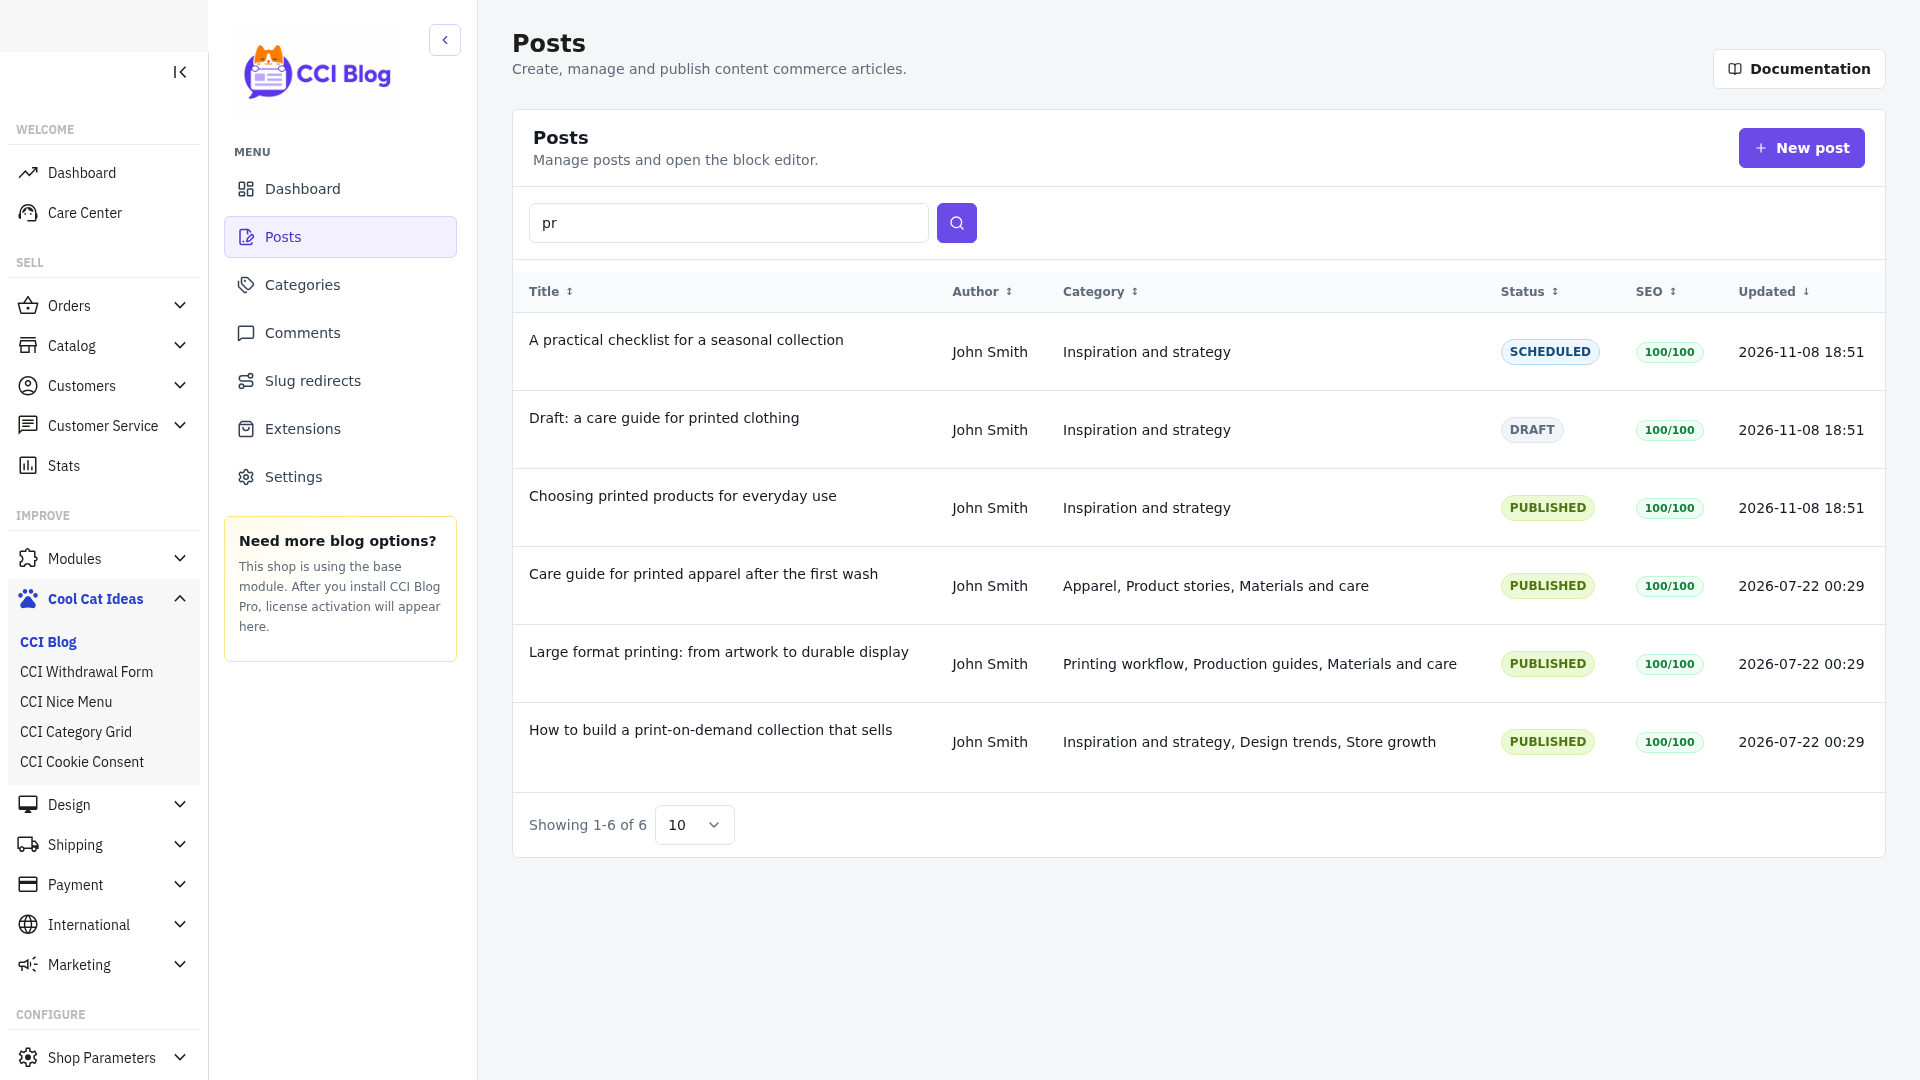 WELCOME
Dashboard
Care Center
SELL
Orders
Catalog
Customers
Customer Service
Stats
IMPROVE
Modules
Cool Cat Ideas
CCI Blog
CCI Withdrawal Form
CCI Nice Menu
CCI Category Grid
CCI Cookie Consent
Design
Shipping
Payment
International
Marketing
CONFIGURE
Shop Parameters
CCI Blog
MENU
Dashboard
Posts
Categories
Comments
Slug redirects
Extensions
Settings
Need more blog options?
This shop is using the base
module. After you install CCI Blog
Pro, license activation will appear
here.
Posts
Create, manage and publish content commerce articles.
Documentation
Posts
Manage posts and open the block editor.
+ New post
pr
Title Author Category Status SEO Updated
A practical checklist for a seasonal collection John Smith Inspiration and strategy SCHEDULED 100/100 2026-11-08 18:51
Draft: a care guide for printed clothing John Smith Inspiration and strategy DRAFT 100/100 2026-11-08 18:51
Choosing printed products for everyday use John Smith Inspiration and strategy PUBLISHED 100/100 2026-11-08 18:51
Care guide for printed apparel after the first wash John Smith Apparel, Product stories, Materials and care PUBLISHED 100/100 2026-07-22 00:29
Large format printing: from artwork to durable display John Smith Printing workflow, Production guides, Materials and care PUBLISHED 100/100 2026-07-22 00:29
How to build a print-on-demand collection that sells John Smith Inspiration and strategy, Design trends, Store growth PUBLISHED 100/100 2026-07-22 00:29
Showing 1-6 of 6 10